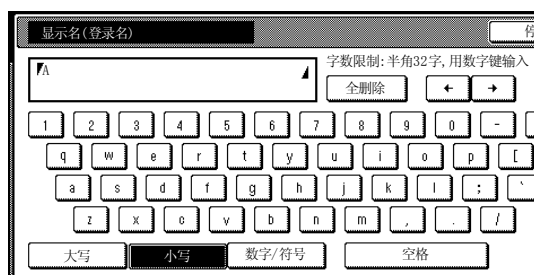 显示名(登录名)
停
字数限制:半角32字,用数字键输入
A
全删除 ← →
1 2 3 4 5 6 7 8 9 0 -
q w e r t y u i o p [
a s d f g h j k l ; `
z x c v b n m , . /
大写 小写 数字/符号 空格